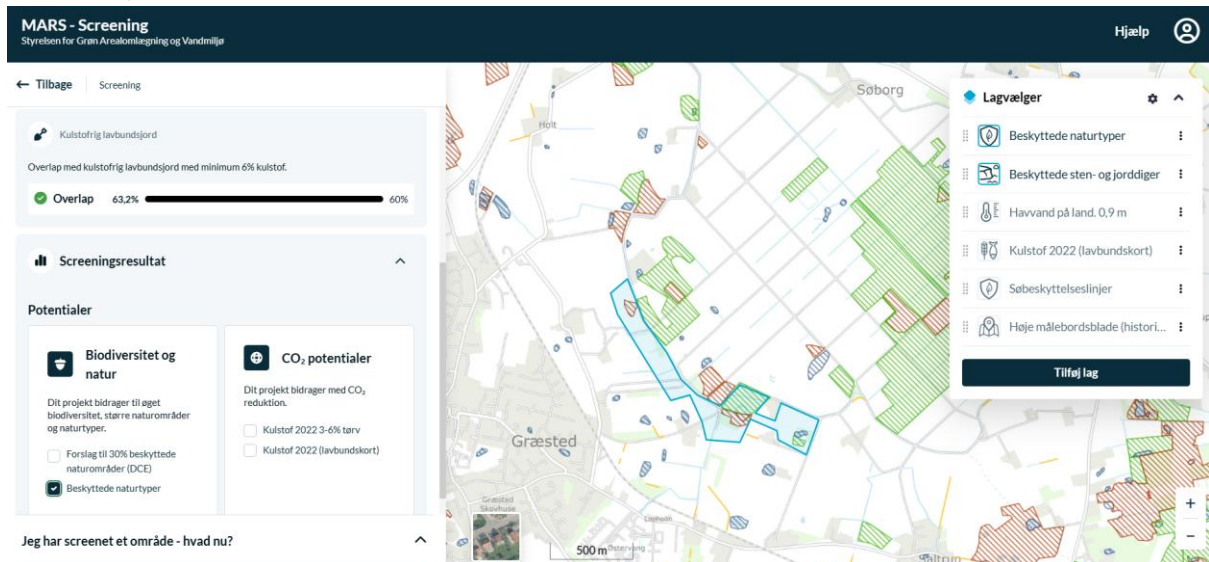 MARS - Screening
Styrelsen for Grøn Arealomlægning og Vandmiljø
Hjælp
← Tilbage
Screening
Kulstofrig lavbundsjord
Overlap med kulstofrig lavbundsjord med minimum 6% kulstof.
Overlap 63,2% 60%
Screeningsresultat
Potentialer
Biodiversitet og
natur
Dit projekt bidrager til øget
biodiversitet, større naturområder
og naturtyper.
Forslag til 30% beskyttede
naturområder (DCE)
Beskyttede naturtyper
CO₂ potentialer
Dit projekt bidrager med CO₂
reduktion.
Kulstof 2022 3-6% tørv
Kulstof 2022 (lavbundskort)
Jeg har screenet et område - hvad nu?
Søborg
Holt
Græsted
Græsted
Skovhuse
500 m
Østervang
Lagvælger
Beskyttede naturtyper
Beskyttede sten- og jorddiger
Havvand på land. 0,9 m
Kulstof 2022 (lavbundskort)
Søbeskyttelseslinjer
Høje målebordsblade (histori...
Tilføj lag
+
−